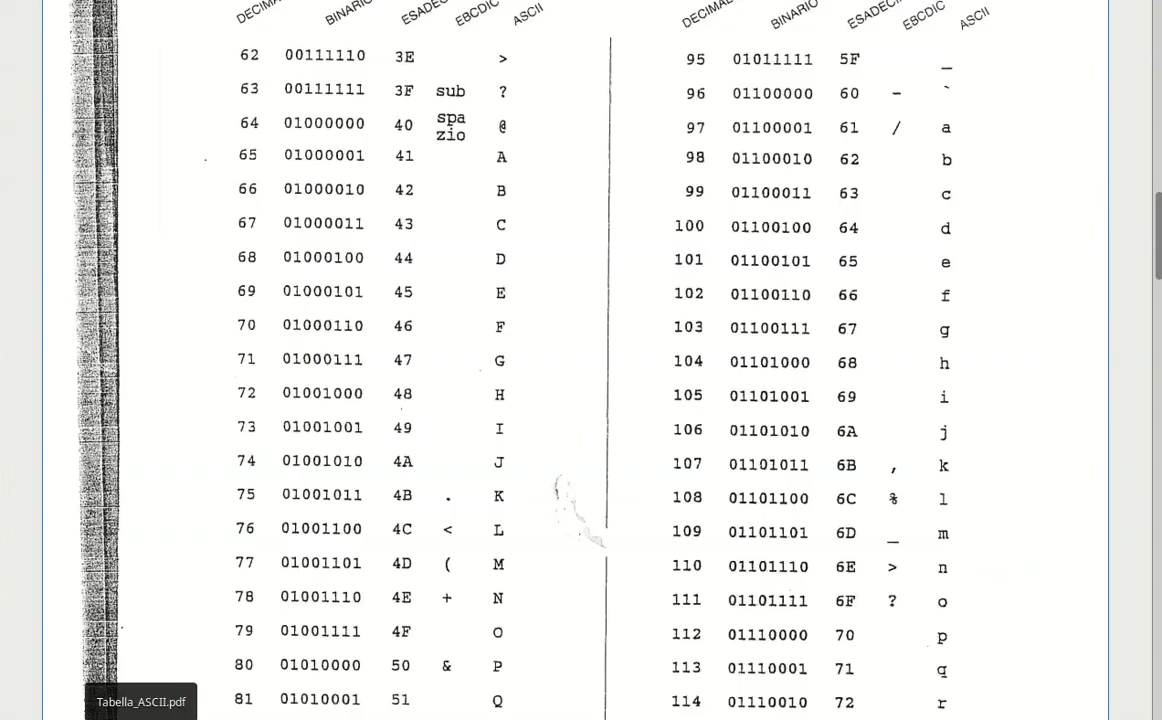 DECIMA BINARIO ESADECI EBCDIC ASCII
62 00111110 3E >
63 00111111 3F sub ?
64 01000000 40 spa zio @
65 01000001 41 A
66 01000010 42 B
67 01000011 43 C
68 01000100 44 D
69 01000101 45 E
70 01000110 46 F
71 01000111 47 G
72 01001000 48 H
73 01001001 49 I
74 01001010 4A J
75 01001011 4B . K
76 01001100 4C < L
77 01001101 4D ( M
78 01001110 4E + N
79 01001111 4F O
80 01010000 50 & P
81 01010001 51 Q
DECIMAL BINARIO ESADECI EBCDIC ASCII
95 01011111 5F _
96 01100000 60 - `
97 01100001 61 / a
98 01100010 62 b
99 01100011 63 c
100 01100100 64 d
101 01100101 65 e
102 01100110 66 f
103 01100111 67 g
104 01101000 68 h
105 01101001 69 i
106 01101010 6A j
107 01101011 6B , k
108 01101100 6C % l
109 01101101 6D _ m
110 01101110 6E > n
111 01101111 6F ? o
112 01110000 70 p
113 01110001 71 q
114 01110010 72 r
Tabella_ASCII.pdf